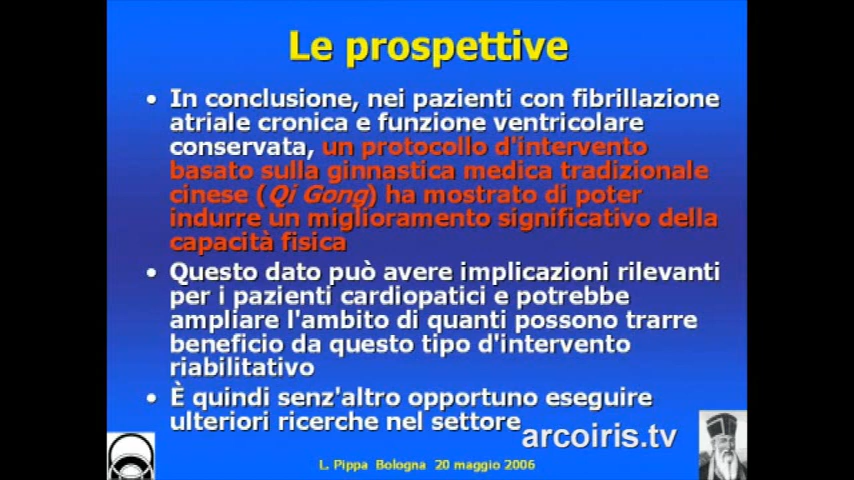 Le prospettive
• In conclusione, nei pazienti con fibrillazione
atriale cronica e funzione ventricolare
conservata, un protocollo d'intervento
basato sulla ginnastica medica tradizionale
cinese (Qi Gong) ha mostrato di poter
indurre un miglioramento significativo della
capacità fisica
• Questo dato può avere implicazioni rilevanti
per i pazienti cardiopatici e potrebbe
ampliare l'ambito di quanti possono trarre
beneficio da questo tipo d'intervento
riabilitativo
• È quindi senz'altro opportuno eseguire
ulteriori ricerche nel settore
arcoiris.tv
L. Pippa Bologna 20 maggio 2006